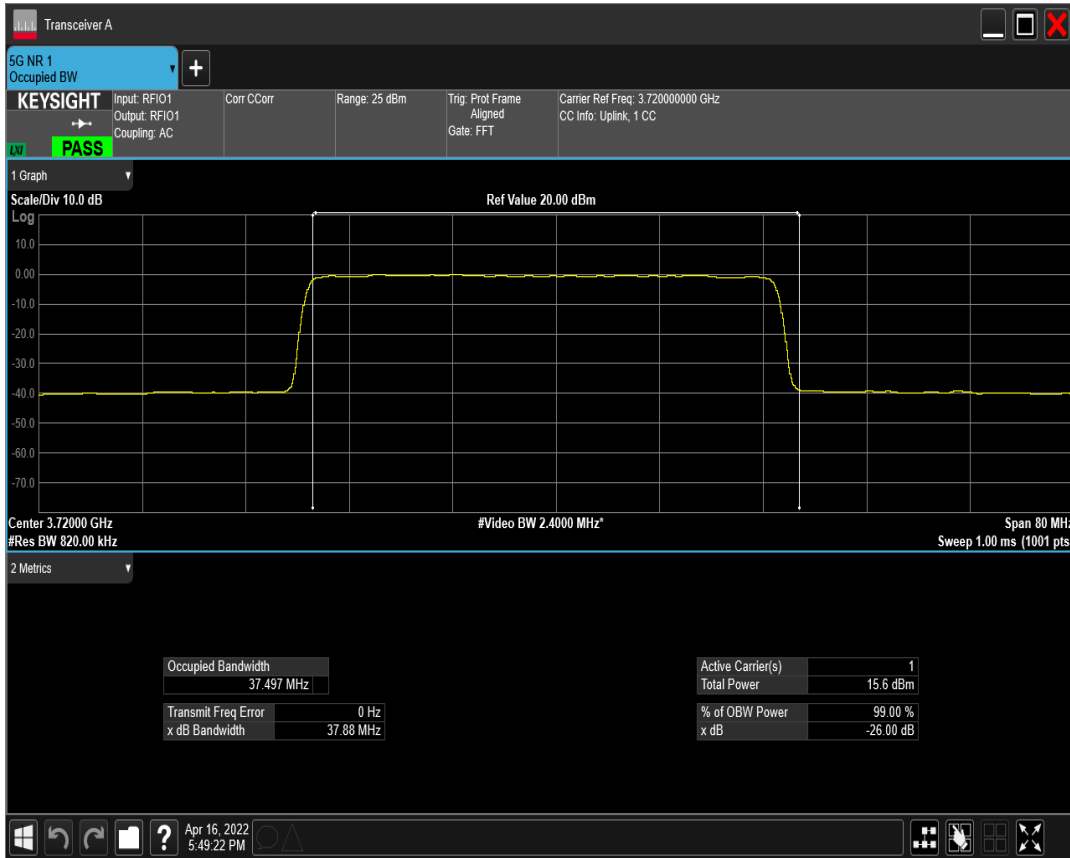 Transceiver A
5G NR 1
Occupied BW
+
KEYSIGHT
Input: RFIO1
Output: RFIO1
Coupling: AC
Corr CCorr
Range: 25 dBm
Trig: Prot Frame
Aligned
Gate: FFT
Carrier Ref Freq: 3.720000000 GHz
CC Info: Uplink, 1 CC
LXI
PASS
1 Graph
Scale/Div 10.0 dB
Ref Value 20.00 dBm
Log
10.0
0.00
-10.0
-20.0
-30.0
-40.0
-50.0
-60.0
-70.0
Center 3.72000 GHz
#Video BW 2.4000 MHz*
Span 80 MHz
#Res BW 820.00 kHz
Sweep 1.00 ms (1001 pts
2 Metrics
Occupied Bandwidth
37.497 MHz
Transmit Freq Error 0 Hz
x dB Bandwidth 37.88 MHz
Active Carrier(s) 1
Total Power 15.6 dBm
% of OBW Power 99.00 %
x dB -26.00 dB
?
Apr 16, 2022
5:49:22 PM